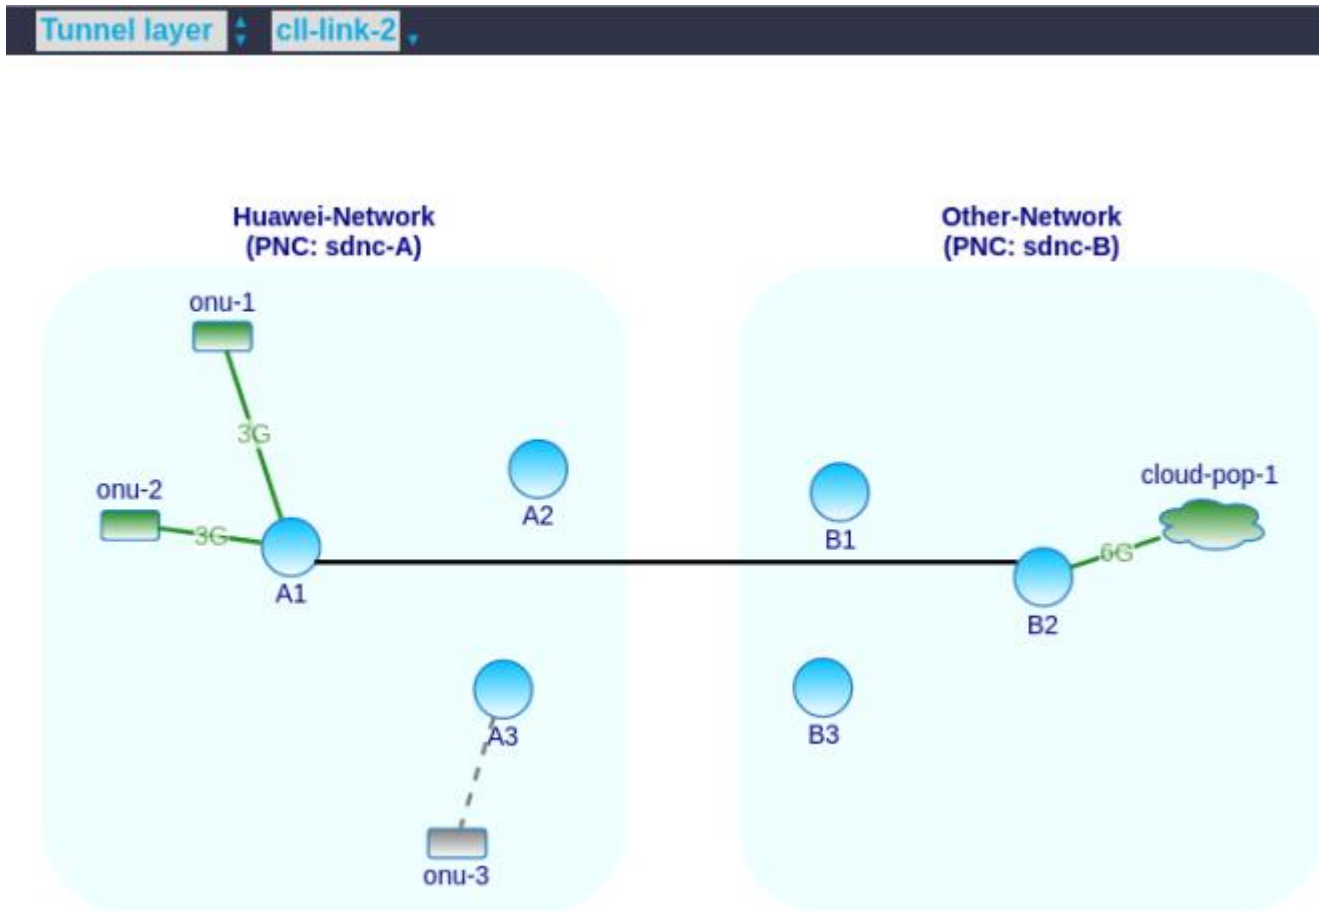 Tunnel layer cll-link-2
Huawei-Network
(PNC: sdnc-A)
Other-Network
(PNC: sdnc-B)
onu-1
3G
onu-2
3G
A1
A2
A3
onu-3
B1
B2
B3
cloud-pop-1
6G